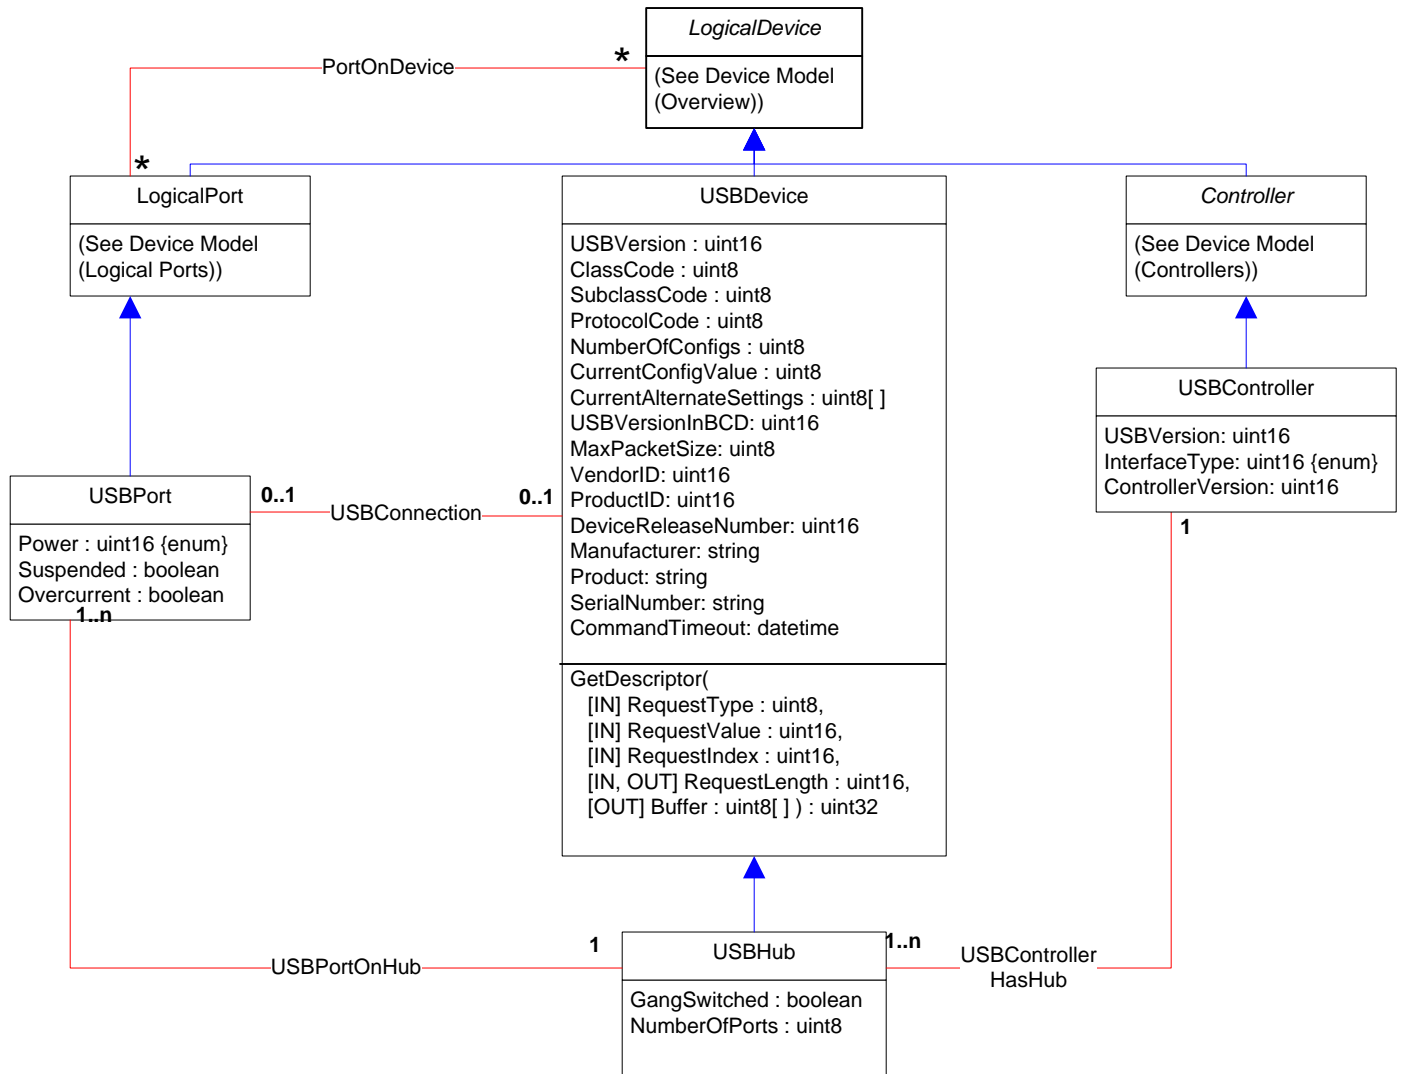 LogicalDevice
(See Device Model
(Overview))
PortOnDevice
*
*
LogicalPort
(See Device Model
(Logical Ports))
USBDevice
USBVersion : uint16
ClassCode : uint8
SubclassCode : uint8
ProtocolCode : uint8
NumberOfConfigs : uint8
CurrentConfigValue : uint8
CurrentAlternateSettings : uint8[ ]
USBVersionInBCD: uint16
MaxPacketSize: uint8
VendorID: uint16
ProductID: uint16
DeviceReleaseNumber: uint16
Manufacturer: string
Product: string
SerialNumber: string
CommandTimeout: datetime
GetDescriptor(
[IN] RequestType : uint8,
[IN] RequestValue : uint16,
[IN] RequestIndex : uint16,
[IN, OUT] RequestLength : uint16,
[OUT] Buffer : uint8[ ] ) : uint32
Controller
(See Device Model
(Controllers))
USBController
USBVersion: uint16
InterfaceType: uint16 {enum}
ControllerVersion: uint16
1
USBPort
Power : uint16 {enum}
Suspended : boolean
Overcurrent : boolean
1..n
0..1
USBConnection
0..1
USBPortOnHub
1
USBHub
GangSwitched : boolean
NumberOfPorts : uint8
1..n
USBController
HasHub